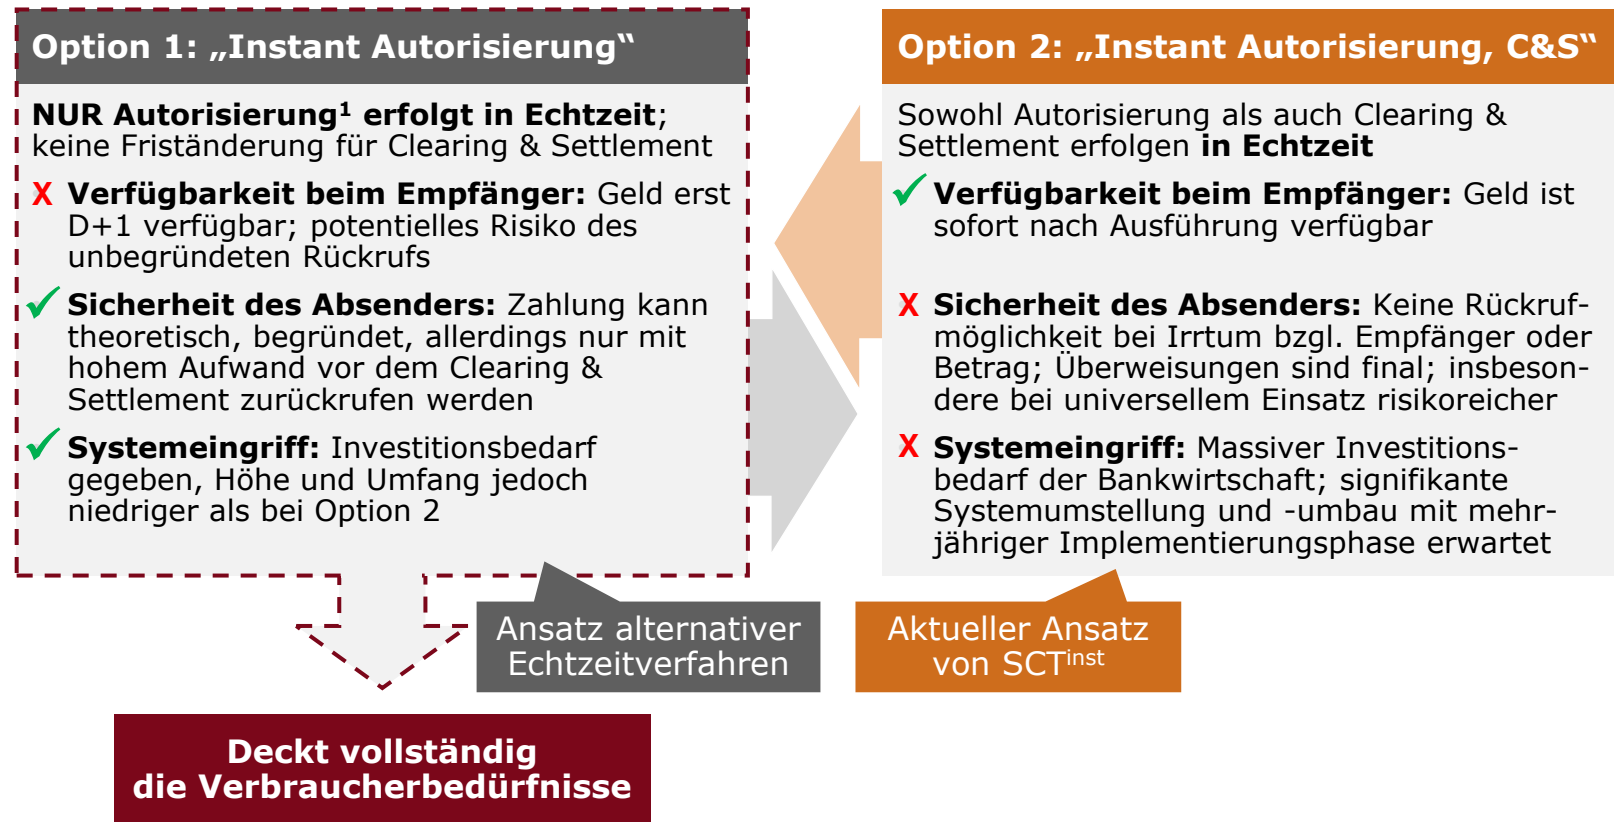 Option 1: „Instant Autorisierung“
NUR Autorisierung¹ erfolgt in Echtzeit;
keine Friständerung für Clearing & Settlement
X Verfügbarkeit beim Empfänger: Geld erst
D+1 verfügbar; potentielles Risiko des
unbegründeten Rückrufs
✓ Sicherheit des Absenders: Zahlung kann
theoretisch, begründet, allerdings nur mit
hohem Aufwand vor dem Clearing &
Settlement zurückrufen werden
✓ Systemeingriff: Investitionsbedarf
gegeben, Höhe und Umfang jedoch
niedriger als bei Option 2
Option 2: „Instant Autorisierung, C&S“
Sowohl Autorisierung als auch Clearing &
Settlement erfolgen in Echtzeit
✓ Verfügbarkeit beim Empfänger: Geld ist
sofort nach Ausführung verfügbar
X Sicherheit des Absenders: Keine Rückruf-
möglichkeit bei Irrtum bzgl. Empfänger oder
Betrag; Überweisungen sind final; insbeson-
dere bei universellem Einsatz risikoreicher
X Systemeingriff: Massiver Investitions-
bedarf der Bankwirtschaft; signifikante
Systemumstellung und -umbau mit mehr-
jähriger Implementierungsphase erwartet
Ansatz alternativer
Echtzeitverfahren
Aktueller Ansatz
von SCTinst
Deckt vollständig
die Verbraucherbedürfnisse